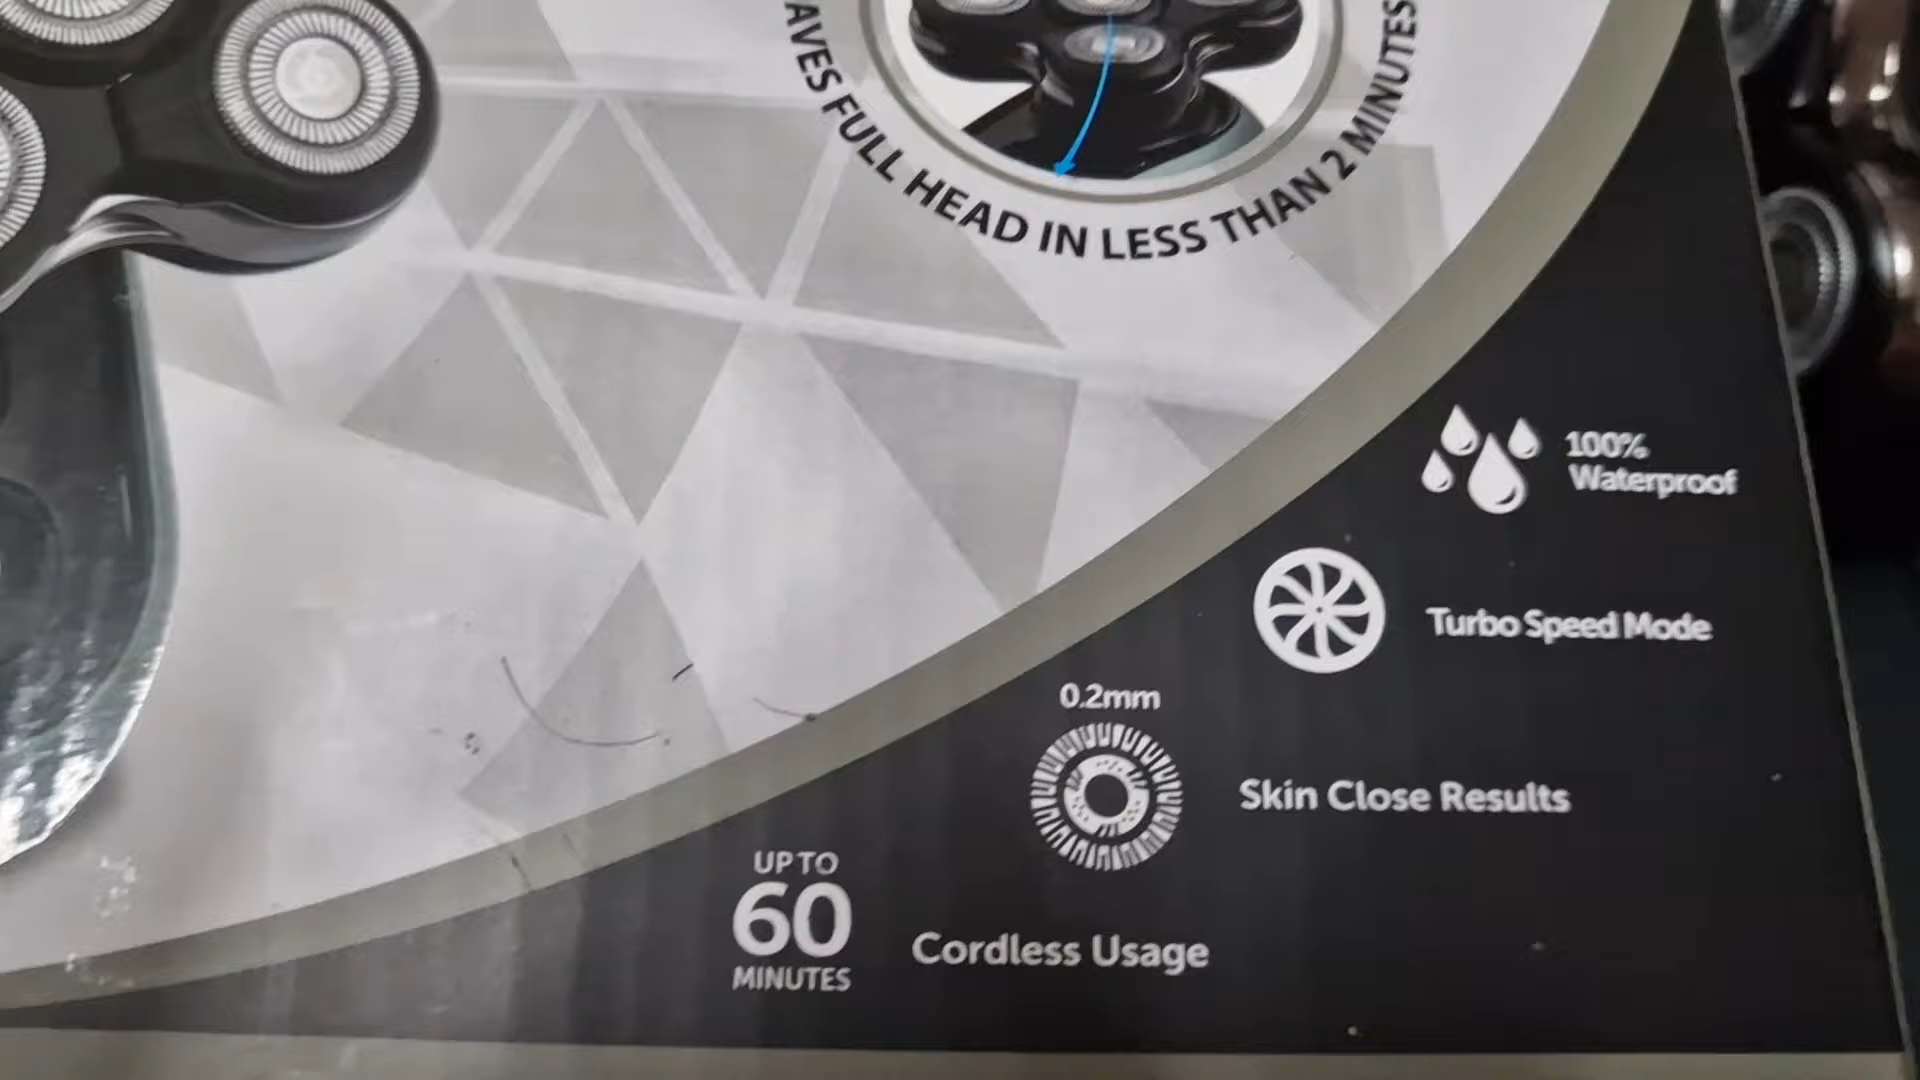 AVES FULL HEAD IN LESS THAN 2 MINUTES
100%
Waterproof
Turbo Speed Mode
0.2mm
Skin Close Results
UP TO
60
MINUTES
Cordless Usage